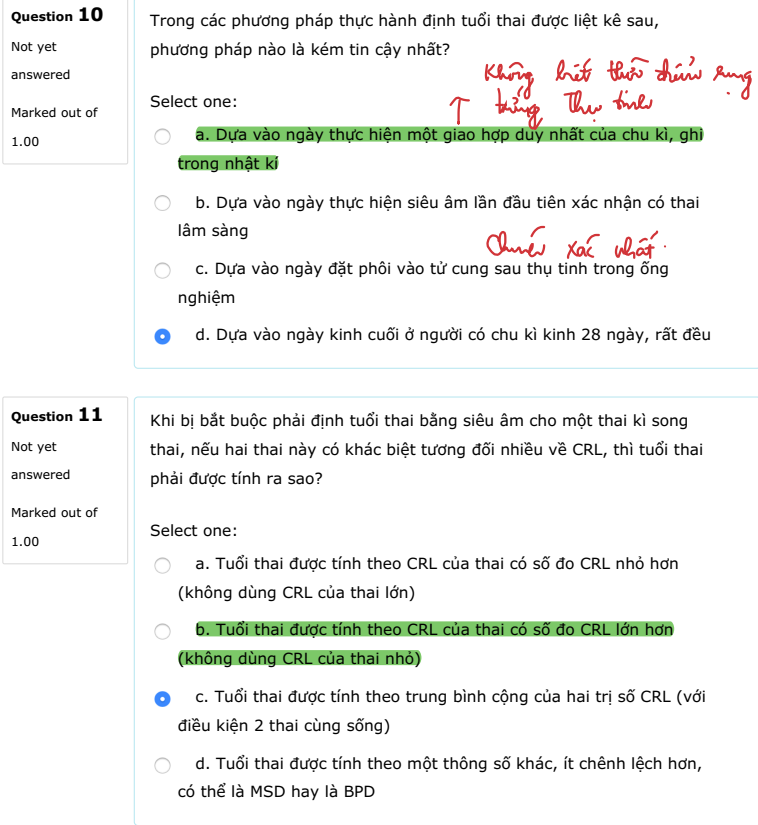 Question 10
Not yet
answered
Marked out of
1.00
Trong các phương pháp thực hành định tuổi thai được liệt kê sau,
phương pháp nào là kém tin cậy nhất?
Không biết thời điểm rụng
↑ trứng Thụ tinh
Select one:
a. Dựa vào ngày thực hiện một giao hợp duy nhất của chu kì, ghi
trong nhật kí
b. Dựa vào ngày thực hiện siêu âm lần đầu tiên xác nhận có thai
lâm sàng
Chính xác nhất.
c. Dựa vào ngày đặt phôi vào tử cung sau thụ tinh trong ống
nghiệm
d. Dựa vào ngày kinh cuối ở người có chu kì kinh 28 ngày, rất đều
Question 11
Not yet
answered
Marked out of
1.00
Khi bị bắt buộc phải định tuổi thai bằng siêu âm cho một thai kì song
thai, nếu hai thai này có khác biệt tương đối nhiều về CRL, thì tuổi thai
phải được tính ra sao?
Select one:
a. Tuổi thai được tính theo CRL của thai có số đo CRL nhỏ hơn
(không dùng CRL của thai lớn)
b. Tuổi thai được tính theo CRL của thai có số đo CRL lớn hơn
(không dùng CRL của thai nhỏ)
c. Tuổi thai được tính theo trung bình cộng của hai trị số CRL (với
điều kiện 2 thai cùng sống)
d. Tuổi thai được tính theo một thông số khác, ít chênh lệch hơn,
có thể là MSD hay là BPD